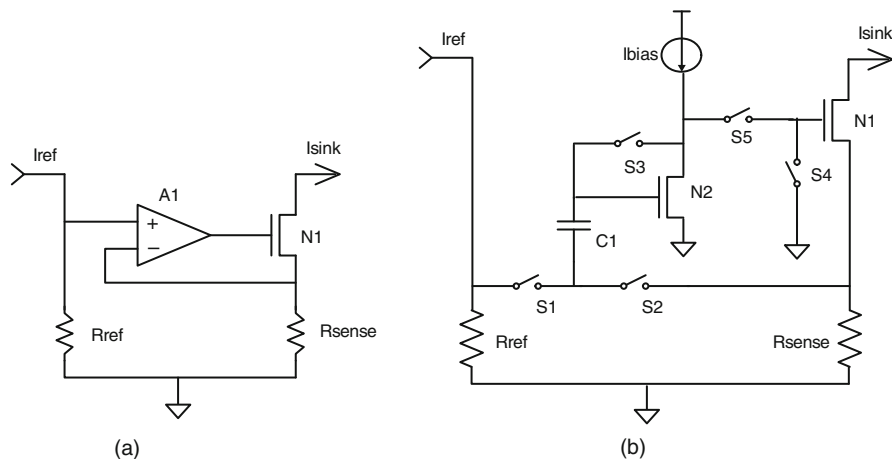 Iref
A1
+
−
Isink
N1
Rref
Rsense
(a)
Iref
Ibias
Isink
N1
S5
S3
S4
N2
C1
S1
S2
Rref
Rsense
(b)